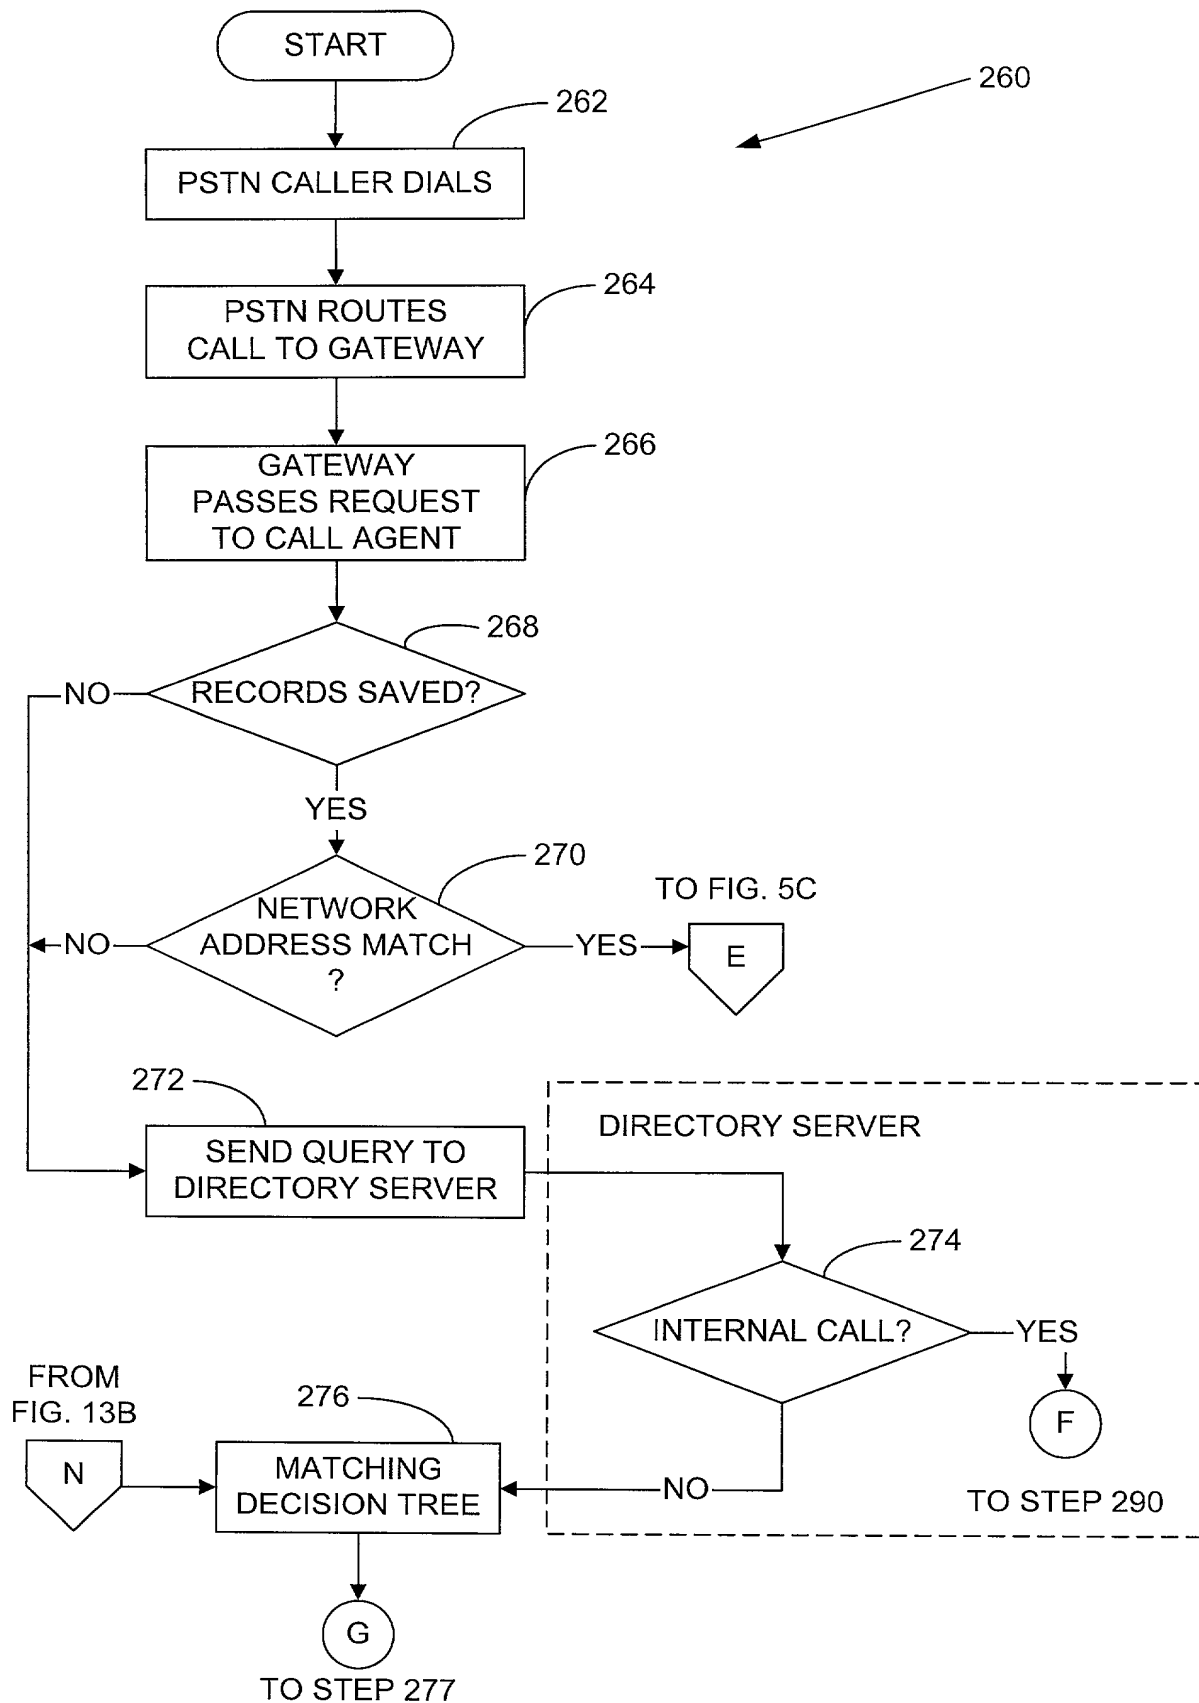 START
260
262
PSTN CALLER DIALS
264
PSTN ROUTES
CALL TO GATEWAY
266
GATEWAY
PASSES REQUEST
TO CALL AGENT
268
NO
RECORDS SAVED?
YES
270
TO FIG. 5C
NETWORK
NO
ADDRESS MATCH
YES
E
?
272
DIRECTORY SERVER
SEND QUERY TO
DIRECTORY SERVER
274
INTERNAL CALL?
YES
FROM
FIG. 13B
276
F
N
MATCHING
DECISION TREE
NO
TO STEP 290
G
TO STEP 277